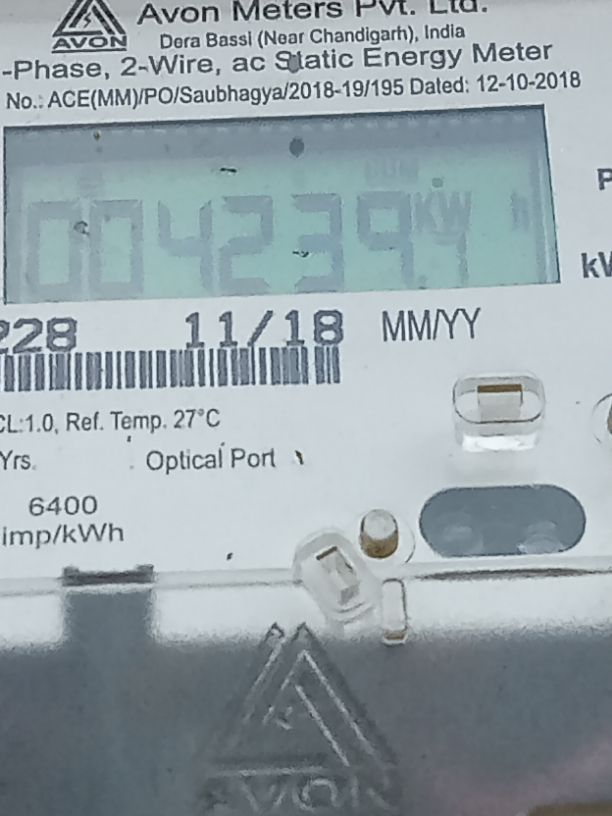 Avon Meters Pvt. Ltd.
AVON
Dera Bassi (Near Chandigarh), India
-Phase, 2-Wire, ac Static Energy Meter
No.: ACE(MM)/PO/Saubhagya/2018-19/195 Dated: 12-10-2018
CUM
004239 KW h
228 11/18 MM/YY
CL:1.0, Ref. Temp. 27°C
Yrs. Optical Port
6400
imp/kWh
AVON